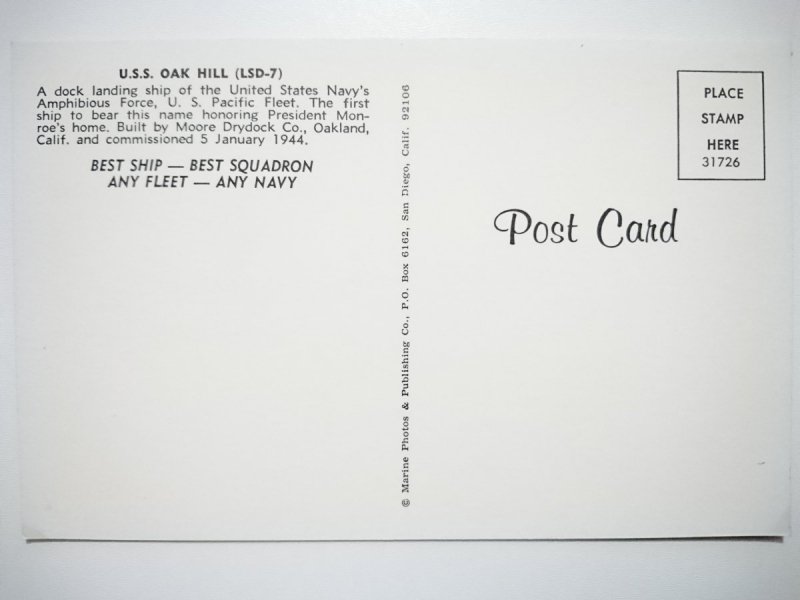 U.S.S. OAK HILL (LSD-7)
A dock landing ship of the United States Navy's
Amphibious Force, U. S. Pacific Fleet. The first
ship to bear this name honoring President Mon-
roe's home. Built by Moore Drydock Co., Oakland,
Calif. and commissioned 5 January 1944.
BEST SHIP — BEST SQUADRON
ANY FLEET — ANY NAVY
© Marine Photos & Publishing Co., P.O. Box 6162, San Diego, Calif. 92106
PLACE
STAMP
HERE
31726
Post Card